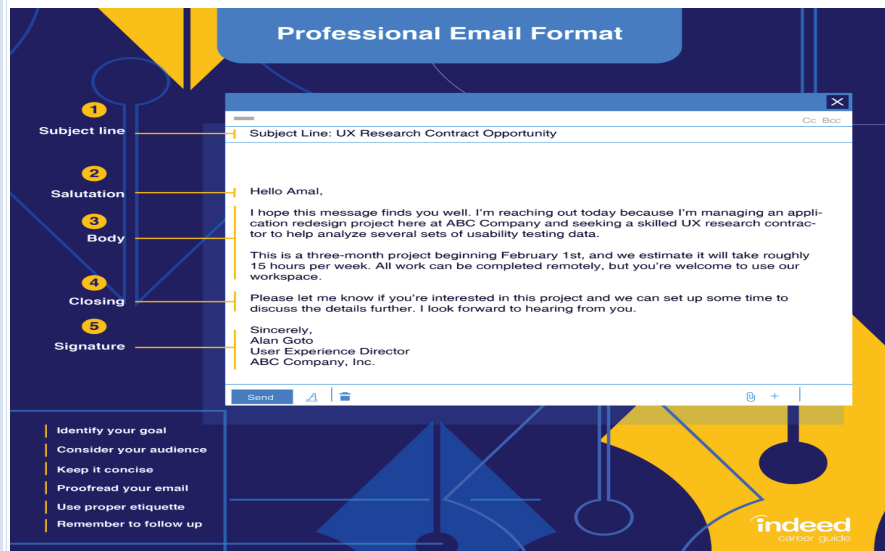 Professional Email Format
Cc Bcc
1
Subject line
Subject Line: UX Research Contract Opportunity
2
Salutation
Hello Amal,
3
Body
I hope this message finds you well. I'm reaching out today because I'm managing an appli-
cation redesign project here at ABC Company and seeking a skilled UX research contrac-
tor to help analyze several sets of usability testing data.
This is a three-month project beginning February 1st, and we estimate it will take roughly
15 hours per week. All work can be completed remotely, but you're welcome to use our
workspace.
4
Closing
Please let me know if you're interested in this project and we can set up some time to
discuss the details further. I look forward to hearing from you.
5
Signature
Sincerely,
Alan Goto
User Experience Director
ABC Company, Inc.
Send
Identify your goal
Consider your audience
Keep it concise
Proofread your email
Use proper etiquette
Remember to follow up
indeed
career guide